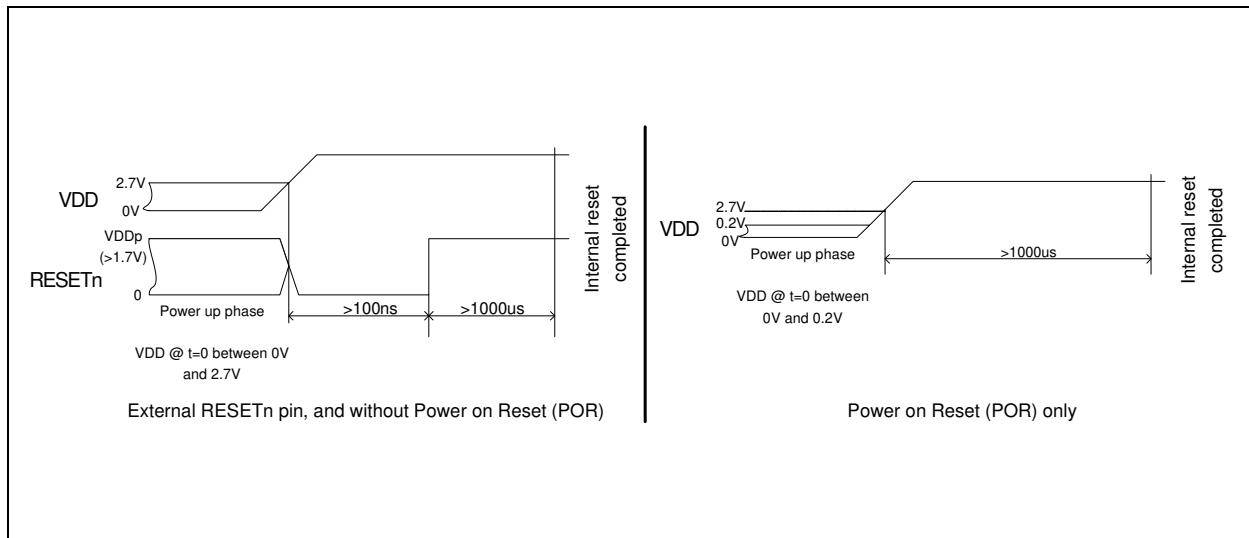 2.7V
VDD
0V
VDDp
(>1.7V)
RESETn
0
Power up phase
>100ns
>1000us
VDD @ t=0 between 0V
and 2.7V
Internal reset
completed
External RESETn pin, and without Power on Reset (POR)
2.7V
0.2V
VDD
0V
Power up phase
>1000us
VDD @ t=0 between
0V and 0.2V
Internal reset
completed
Power on Reset (POR) only